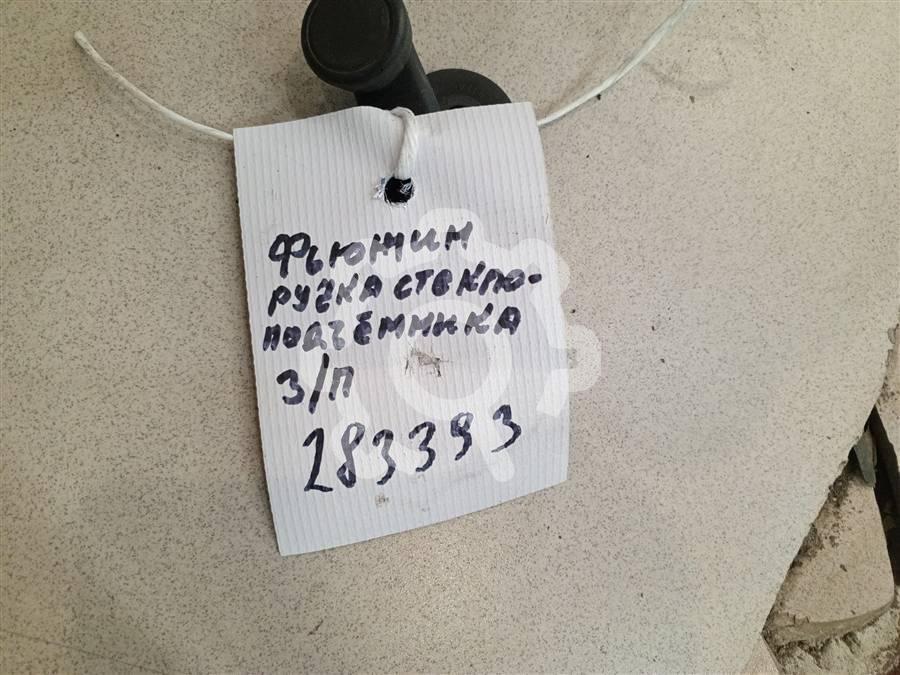 Фьюжин
ручка стекло-
подъёмника
З/П
283393